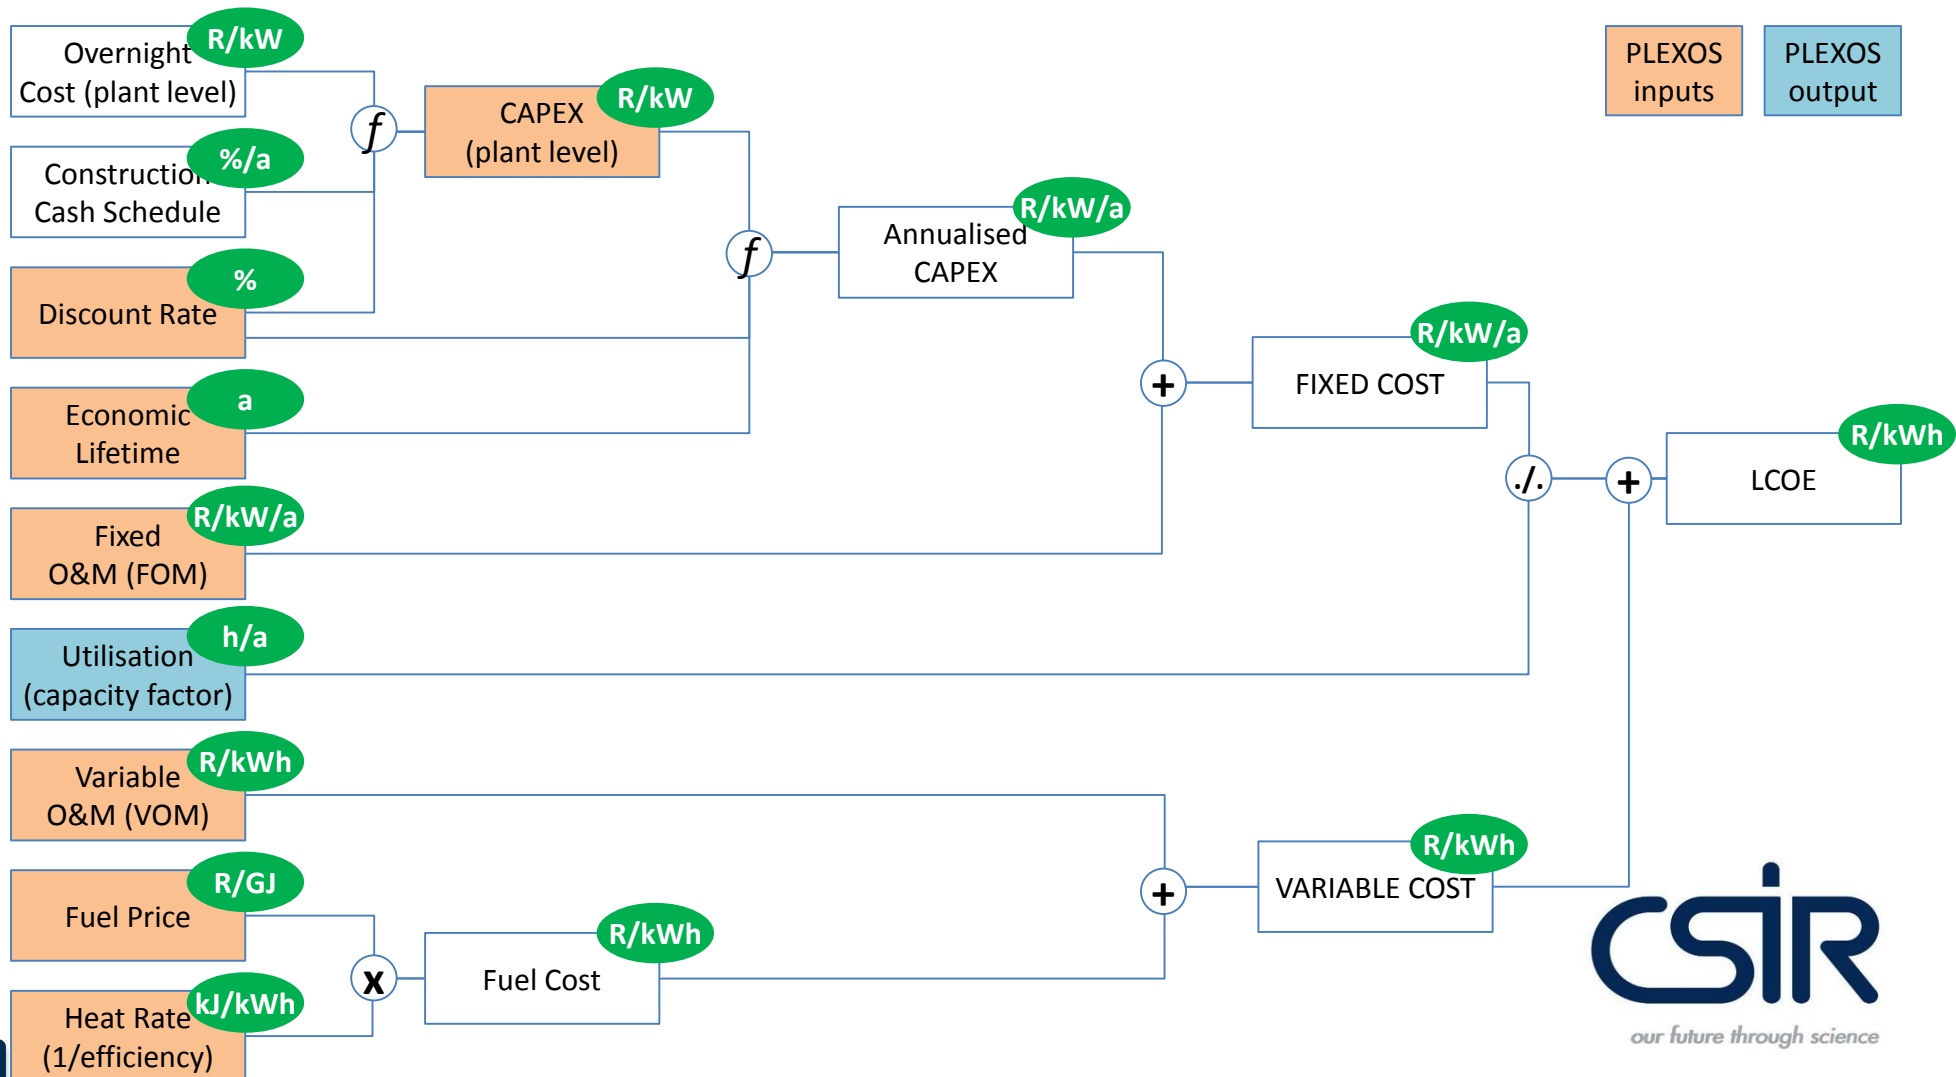 R/kW
Overnight
Cost (plant level)
%/a
Construction
Cash Schedule
%
Discount Rate
a
Economic
Lifetime
R/kW/a
Fixed
O&M (FOM)
h/a
Utilisation
(capacity factor)
R/kWh
Variable
O&M (VOM)
R/GJ
Fuel Price
kJ/kWh
Heat Rate
(1/efficiency)
f
R/kW
CAPEX
(plant level)
f
R/kW/a
Annualised
CAPEX
+
R/kW/a
FIXED COST
./.
+
R/kWh
LCOE
x
R/kWh
Fuel Cost
+
R/kWh
VARIABLE COST
PLEXOS
inputs
PLEXOS
output
CSIR
our future through science